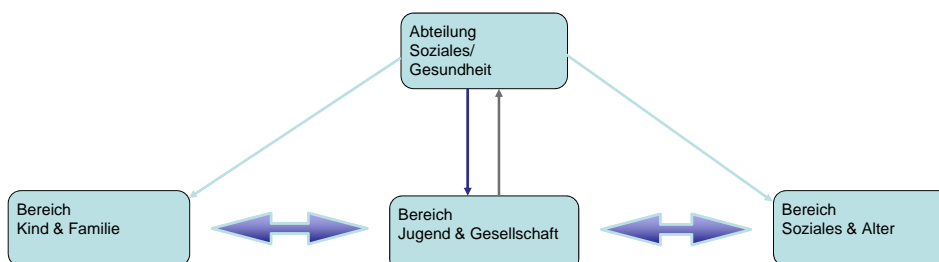 Abteilung
Soziales/
Gesundheit
Bereich
Kind & Familie
Bereich
Jugend & Gesellschaft
Bereich
Soziales & Alter